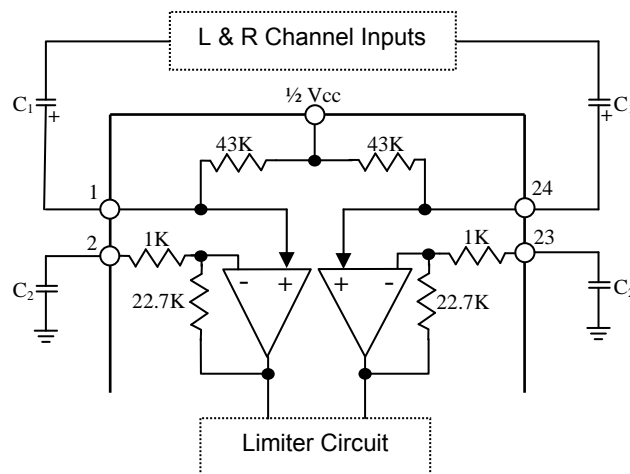 L & R Channel Inputs
½ Vcc
C₁
+
C
+
43K
43K
1
24
2
1K
1K
23
C₂
22.7K
- +
+ -
22.7K
C₂
Limiter Circuit